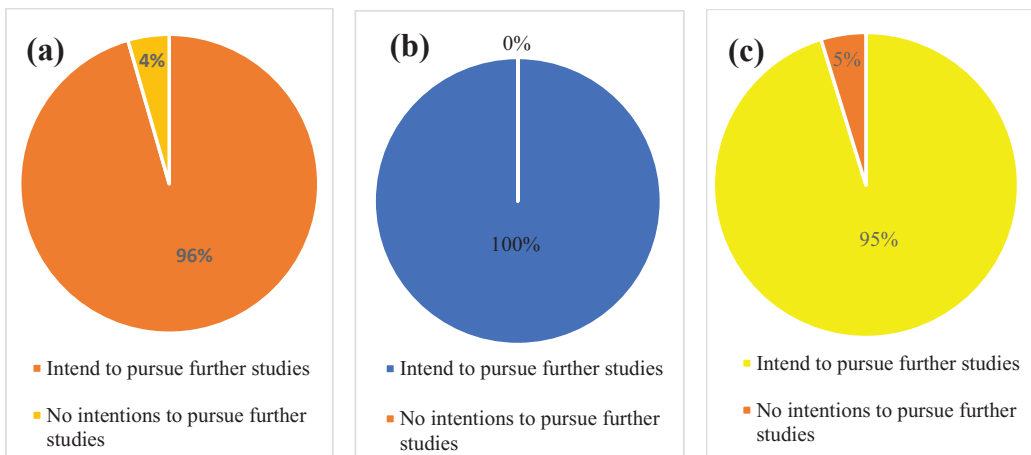 (a)
4%
96%
Intend to pursue further studies
No intentions to pursue further
studies
(b)
0%
100%
Intend to pursue further studies
No intentions to pursue further
studies
(c)
5%
95%
Intend to pursue further studies
No intentions to pursue further
studies